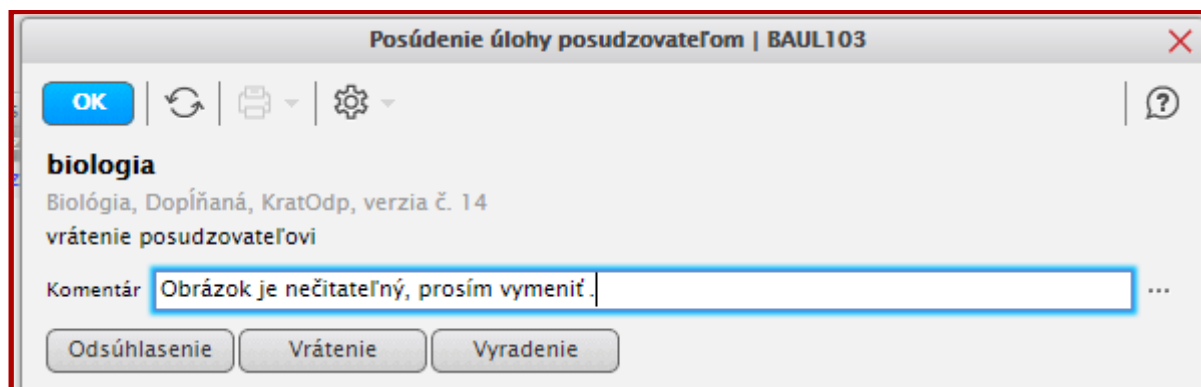 Posúdenie úlohy posudzovateľom | BAUL103
OK
biologia
Biológia, Dopĺňaná, KratOdp, verzia č. 14
vrátenie posudzovateľovi
Komentár Obrázok je nečitateľný, prosím vymeniť .
Odsúhlasenie Vrátenie Vyradenie